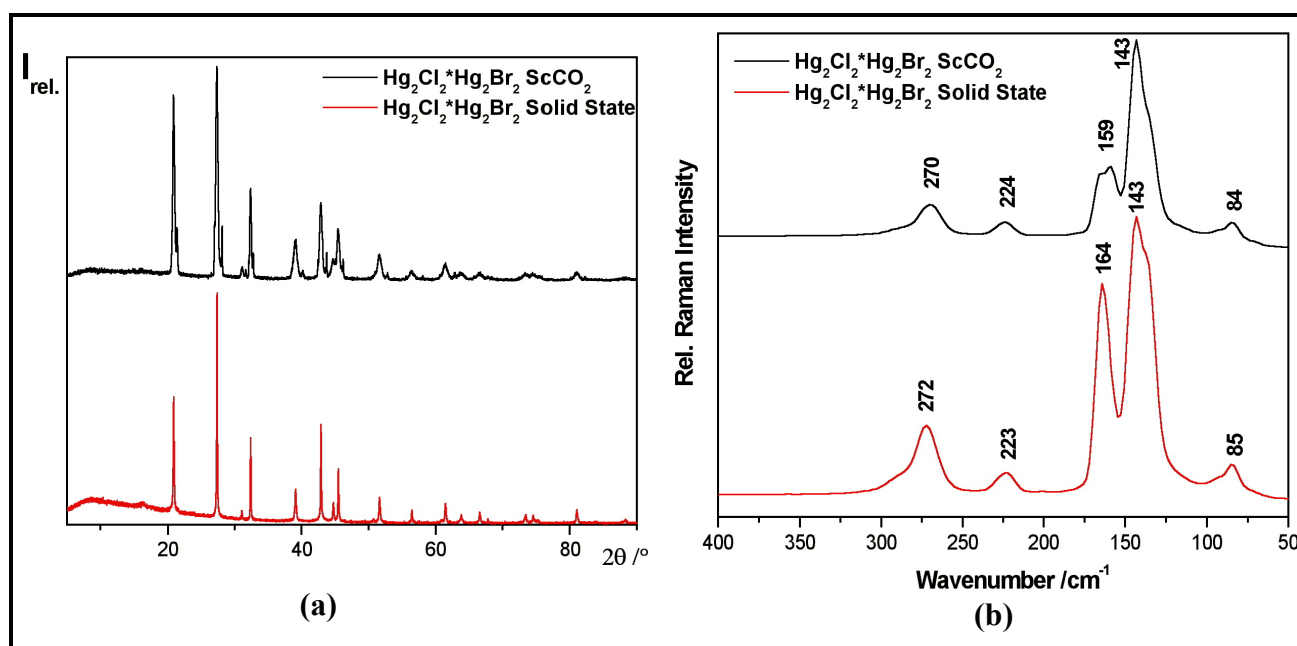 I rel.
Hg₂Cl₂*Hg₂Br₂ ScCO₂
Hg₂Cl₂*Hg₂Br₂ Solid State
20
40
60
80
2θ /°
(a)
Rel. Raman Intensity
Hg₂Cl₂*Hg₂Br₂ ScCO₂
Hg₂Cl₂*Hg₂Br₂ Solid State
270
224
159
143
84
272
223
164
143
85
400
350
300
250
200
150
100
50
Wavenumber /cm⁻¹
(b)